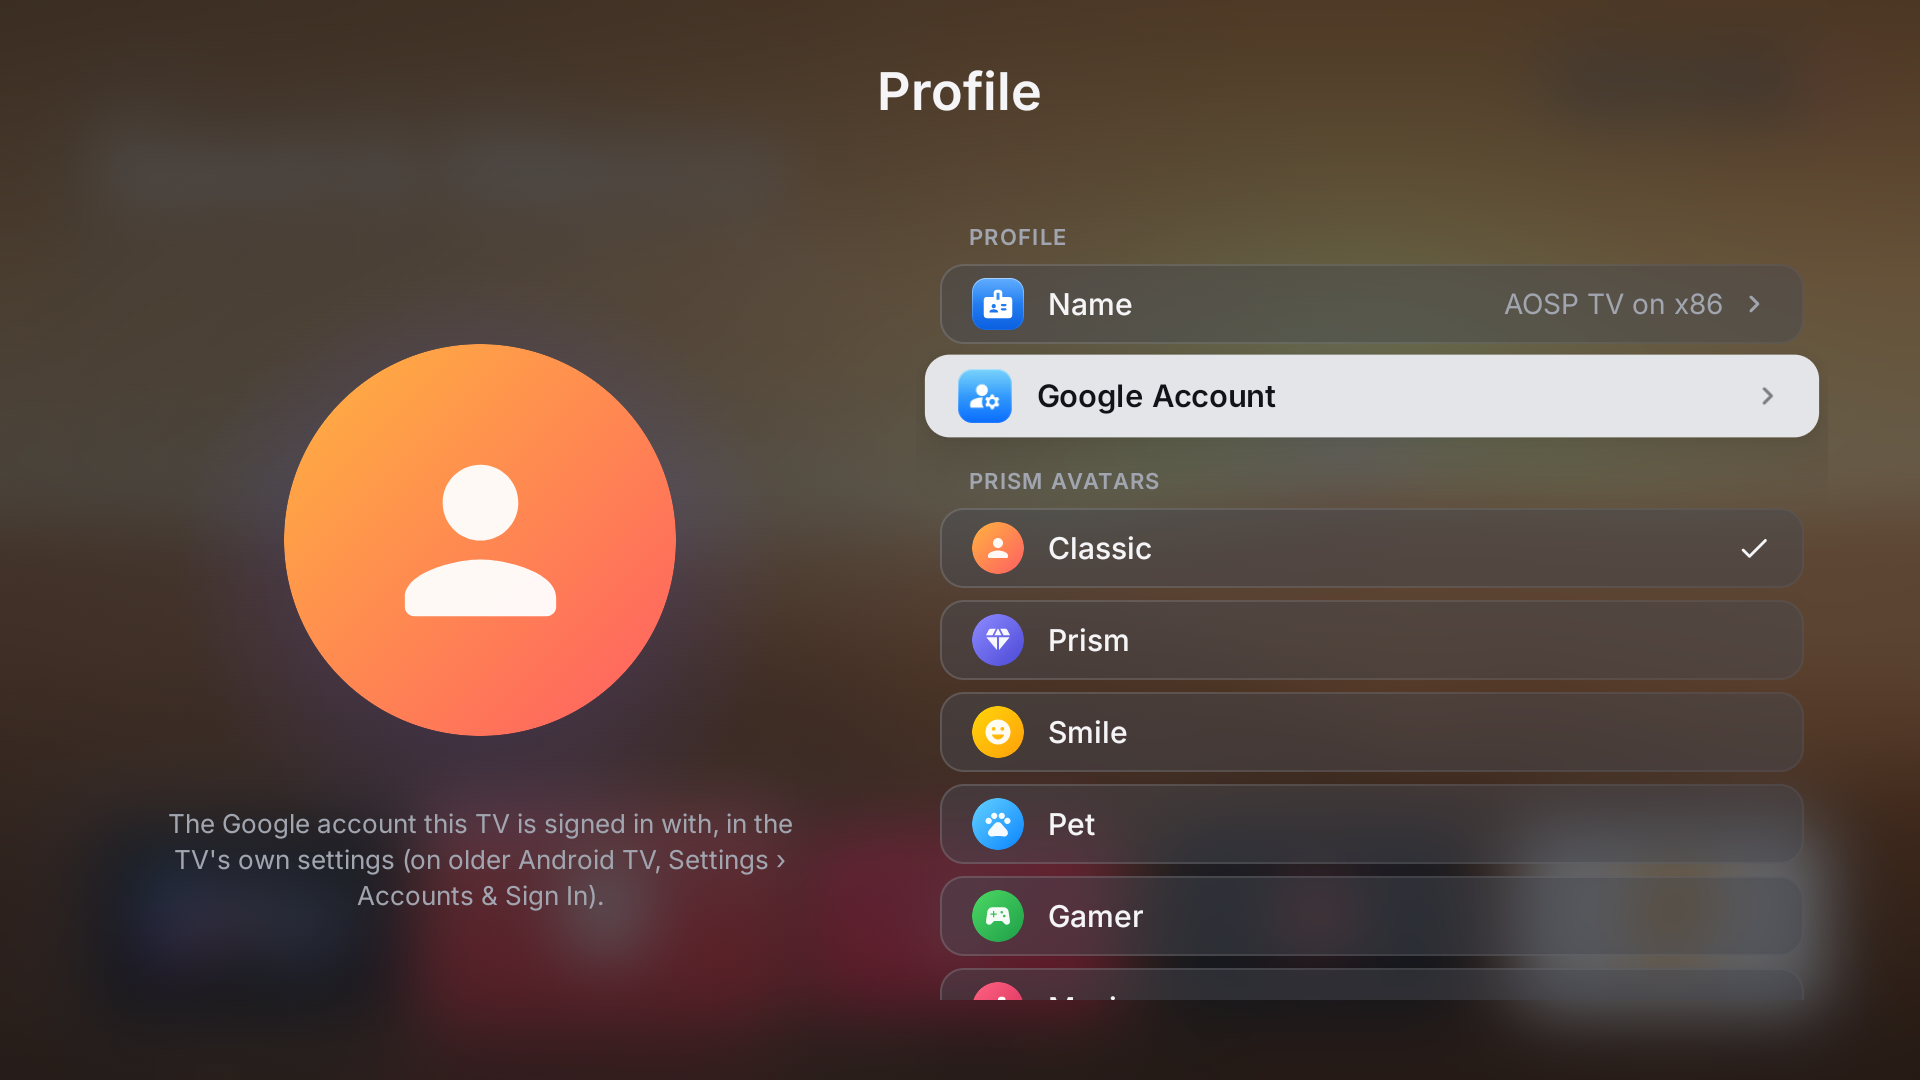 Profile
PROFILE
Name
AOSP TV on x86
Google Account
PRISM AVATARS
Classic
Prism
Smile
Pet
Gamer
The Google account this TV is signed in with, in the
TV's own settings (on older Android TV, Settings ›
Accounts & Sign In).